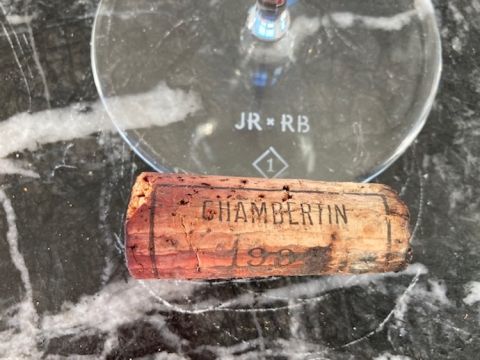 JR × RB
1
CHAMBERTIN